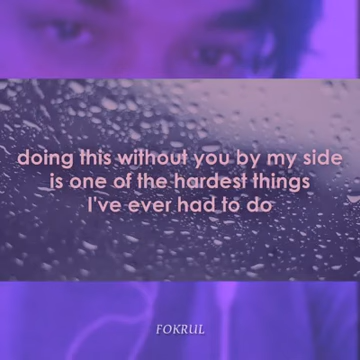 doing this without you by my side
is one of the hardest things
I've ever had to do
FOKRUL